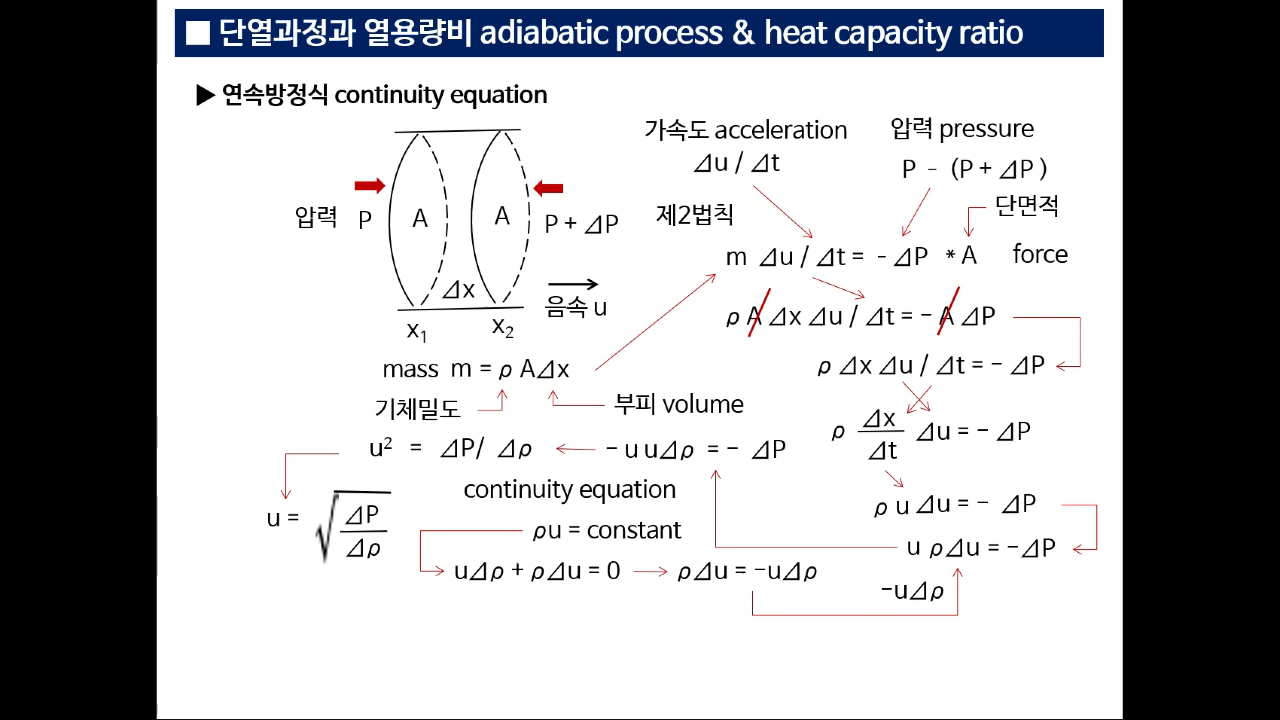 ■ 단열과정과 열용량비 adiabatic process & heat capacity ratio
▶ 연속방정식 continuity equation
가속도 acceleration
⊿u / ⊿t
압력 pressure
P - (P + ⊿P )
단면적
압력 P
A
A
P + ⊿P
⊿x
음속 u
x₁
x₂
제2법칙
m ⊿u / ⊿t = - ⊿P * A force
ρ A ⊿x ⊿u / ⊿t = - A ⊿P
ρ ⊿x ⊿u / ⊿t = - ⊿P
mass m = ρ A⊿x
기체밀도
부피 volume
ρ ⊿x/⊿t ⊿u = - ⊿P
u² = ⊿P/ ⊿ρ
- u u⊿ρ = - ⊿P
ρ u ⊿u = - ⊿P
u ρ⊿u = -⊿P
-u⊿ρ
u = √(⊿P/⊿ρ)
continuity equation
ρu = constant
u⊿ρ + ρ⊿u = 0
ρ⊿u = -u⊿ρ